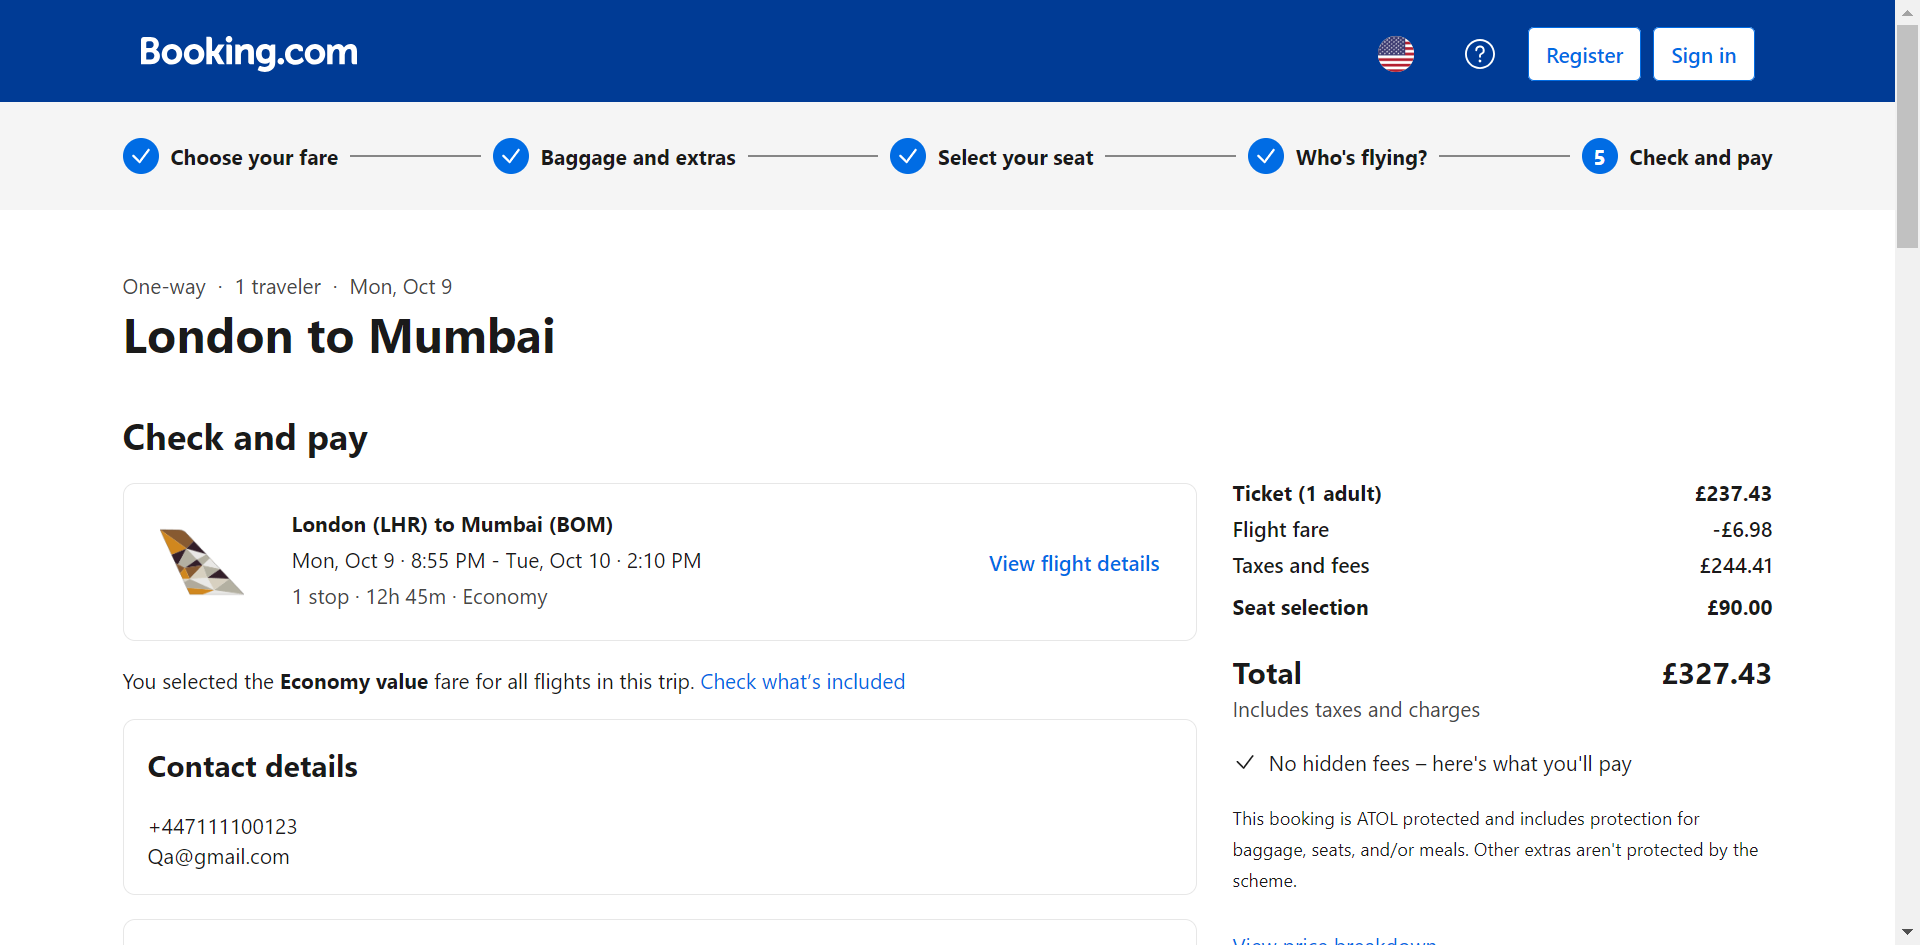 Booking.com
?
Register
Sign in
Choose your fare
Baggage and extras
Select your seat
Who's flying?
5 Check and pay
One-way · 1 traveler · Mon, Oct 9
London to Mumbai
Check and pay
London (LHR) to Mumbai (BOM)
Mon, Oct 9 · 8:55 PM - Tue, Oct 10 · 2:10 PM
1 stop · 12h 45m · Economy
View flight details
You selected the Economy value fare for all flights in this trip. Check what’s included
Contact details
+447111100123
Qa@gmail.com
Ticket (1 adult) £237.43
Flight fare -£6.98
Taxes and fees £244.41
Seat selection £90.00
Total £327.43
Includes taxes and charges
No hidden fees – here's what you'll pay
This booking is ATOL protected and includes protection for
baggage, seats, and/or meals. Other extras aren't protected by the
scheme.
View price breakdown